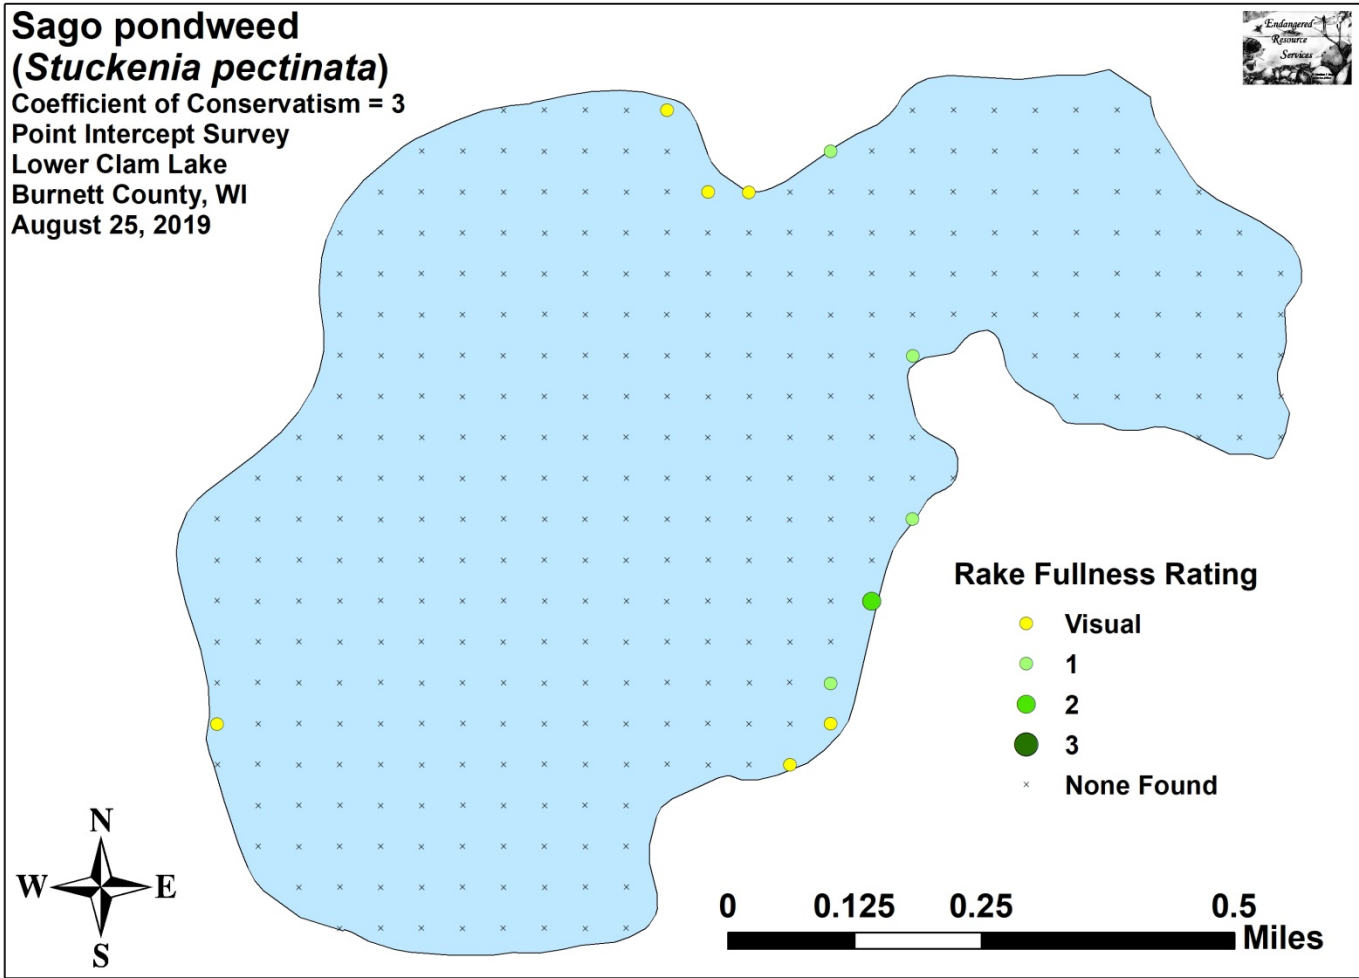 Sago pondweed
(Stuckenia pectinata)
Coefficient of Conservatism = 3
Point Intercept Survey
Lower Clam Lake
Burnett County, WI
August 25, 2019
Endangered
Resource
Services
Rake Fullness Rating
Visual
1
2
3
None Found
N
W E
S
0 0.125 0.25 0.5
Miles